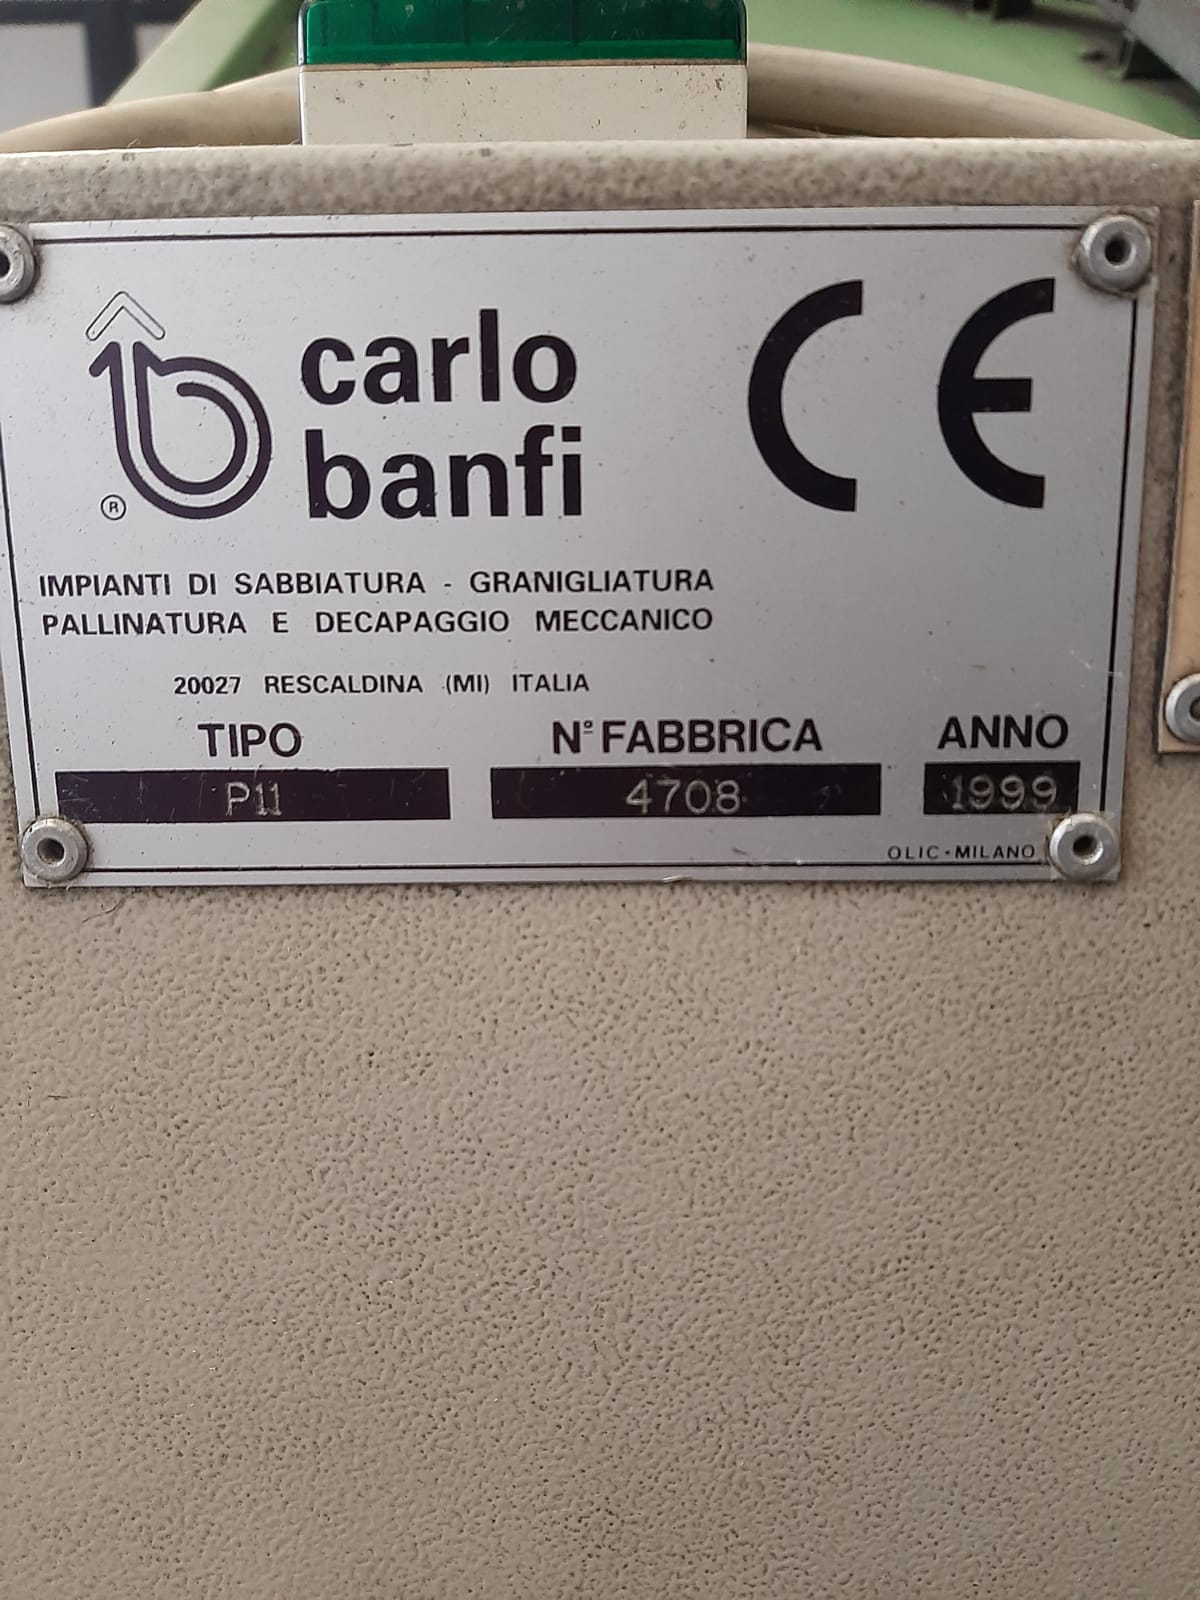 carlo
banfi
CE
®
IMPIANTI DI SABBIATURA - GRANIGLIATURA
PALLINATURA E DECAPAGGIO MECCANICO
20027 RESCALDINA (MI) ITALIA
TIPO N° FABBRICA ANNO
P11 4708 1999
OLIC-MILANO